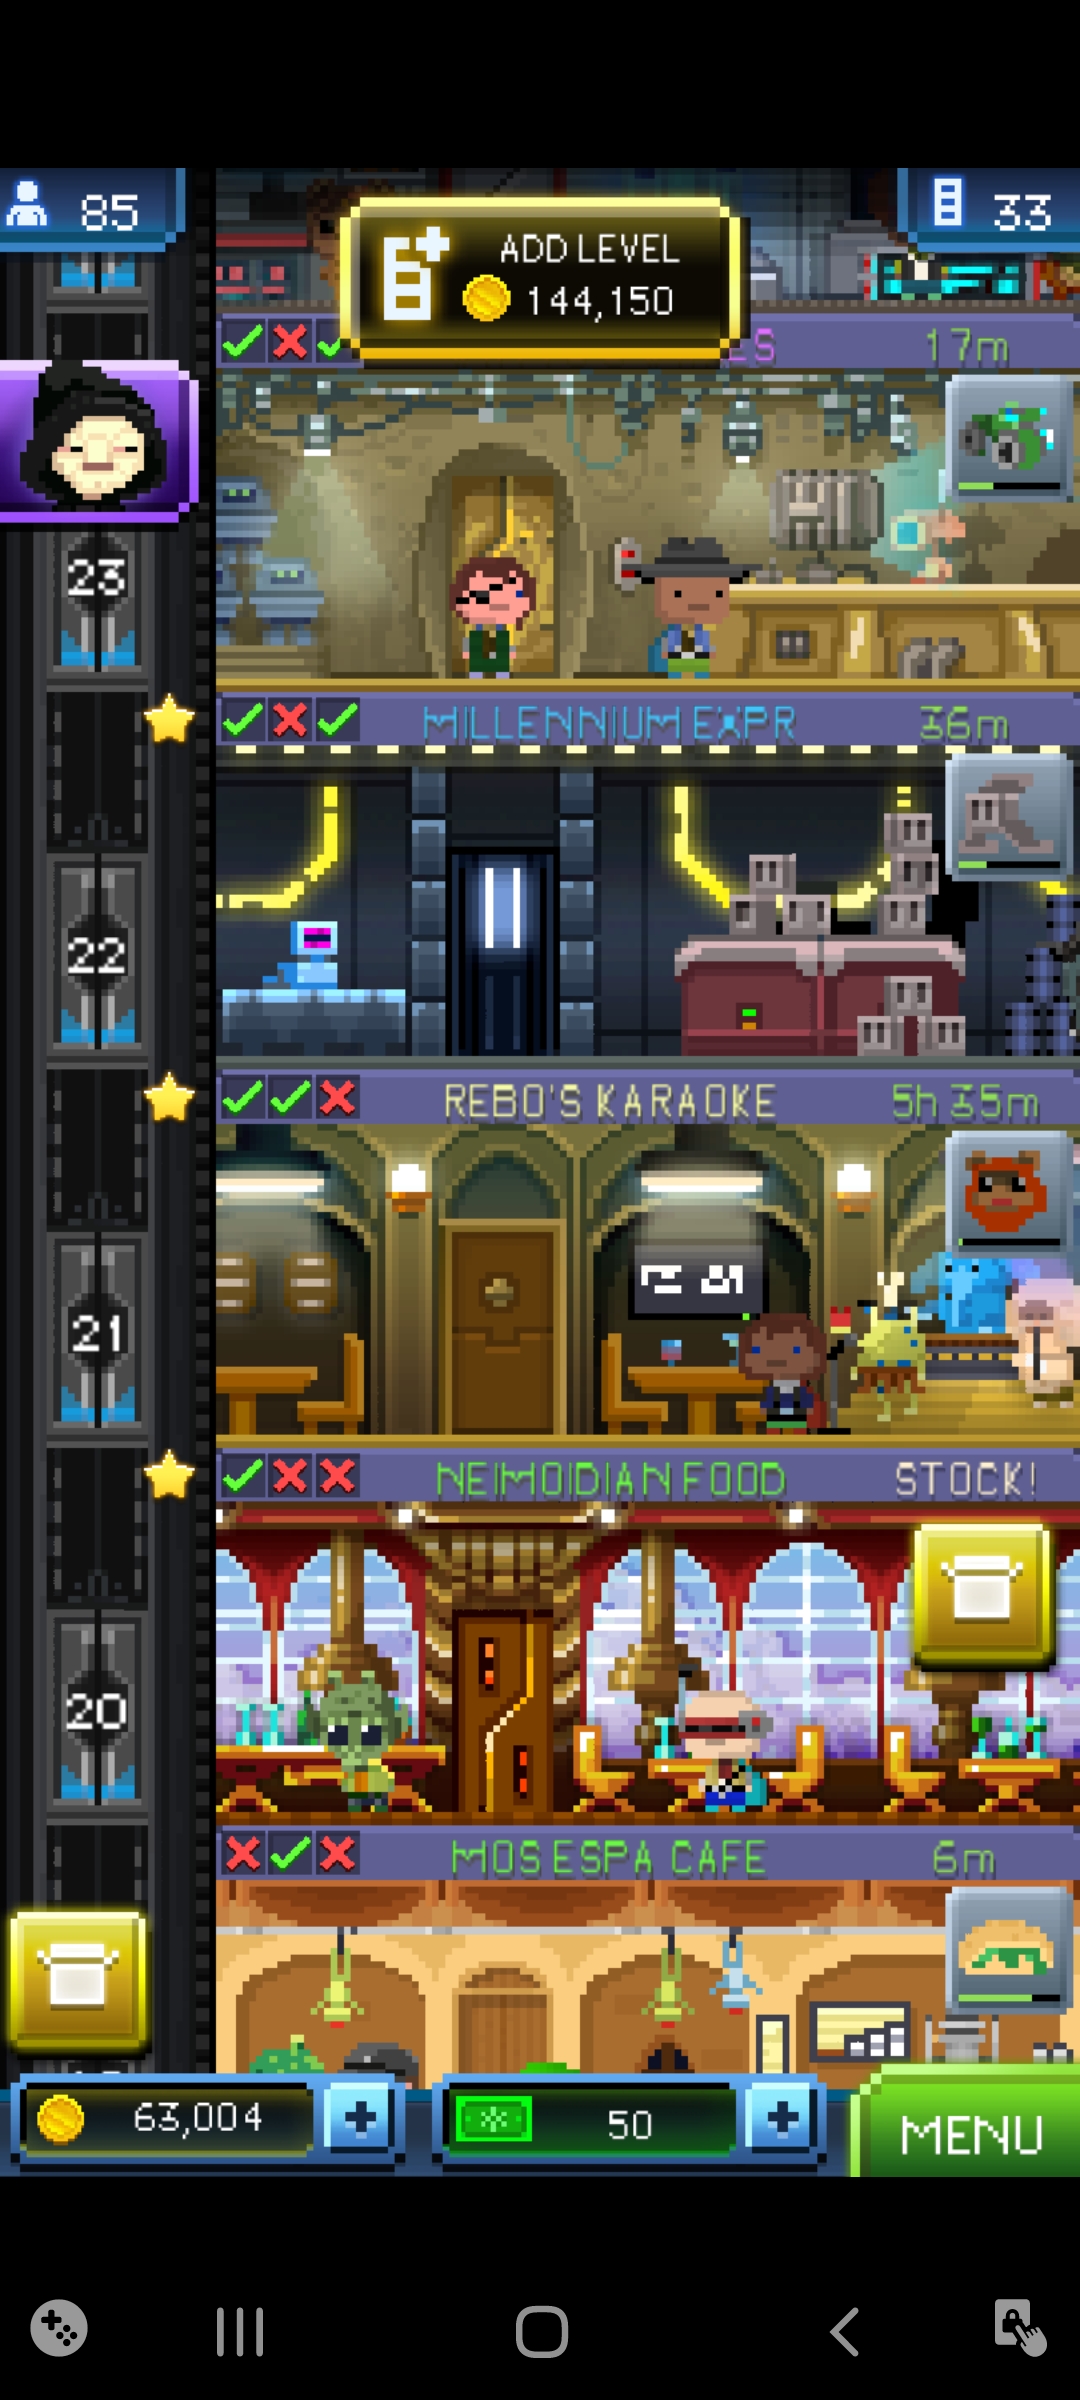 85
33
ADD LEVEL
144,150
ES 17m
23
MILLENNIUM EXPR 36m
22
REBO'S KARAOKE 5h 35m
21
NEIMOIDIAN FOOD STOCK!
20
MOS ESPA CAFE 6m
63,004
50
MENU